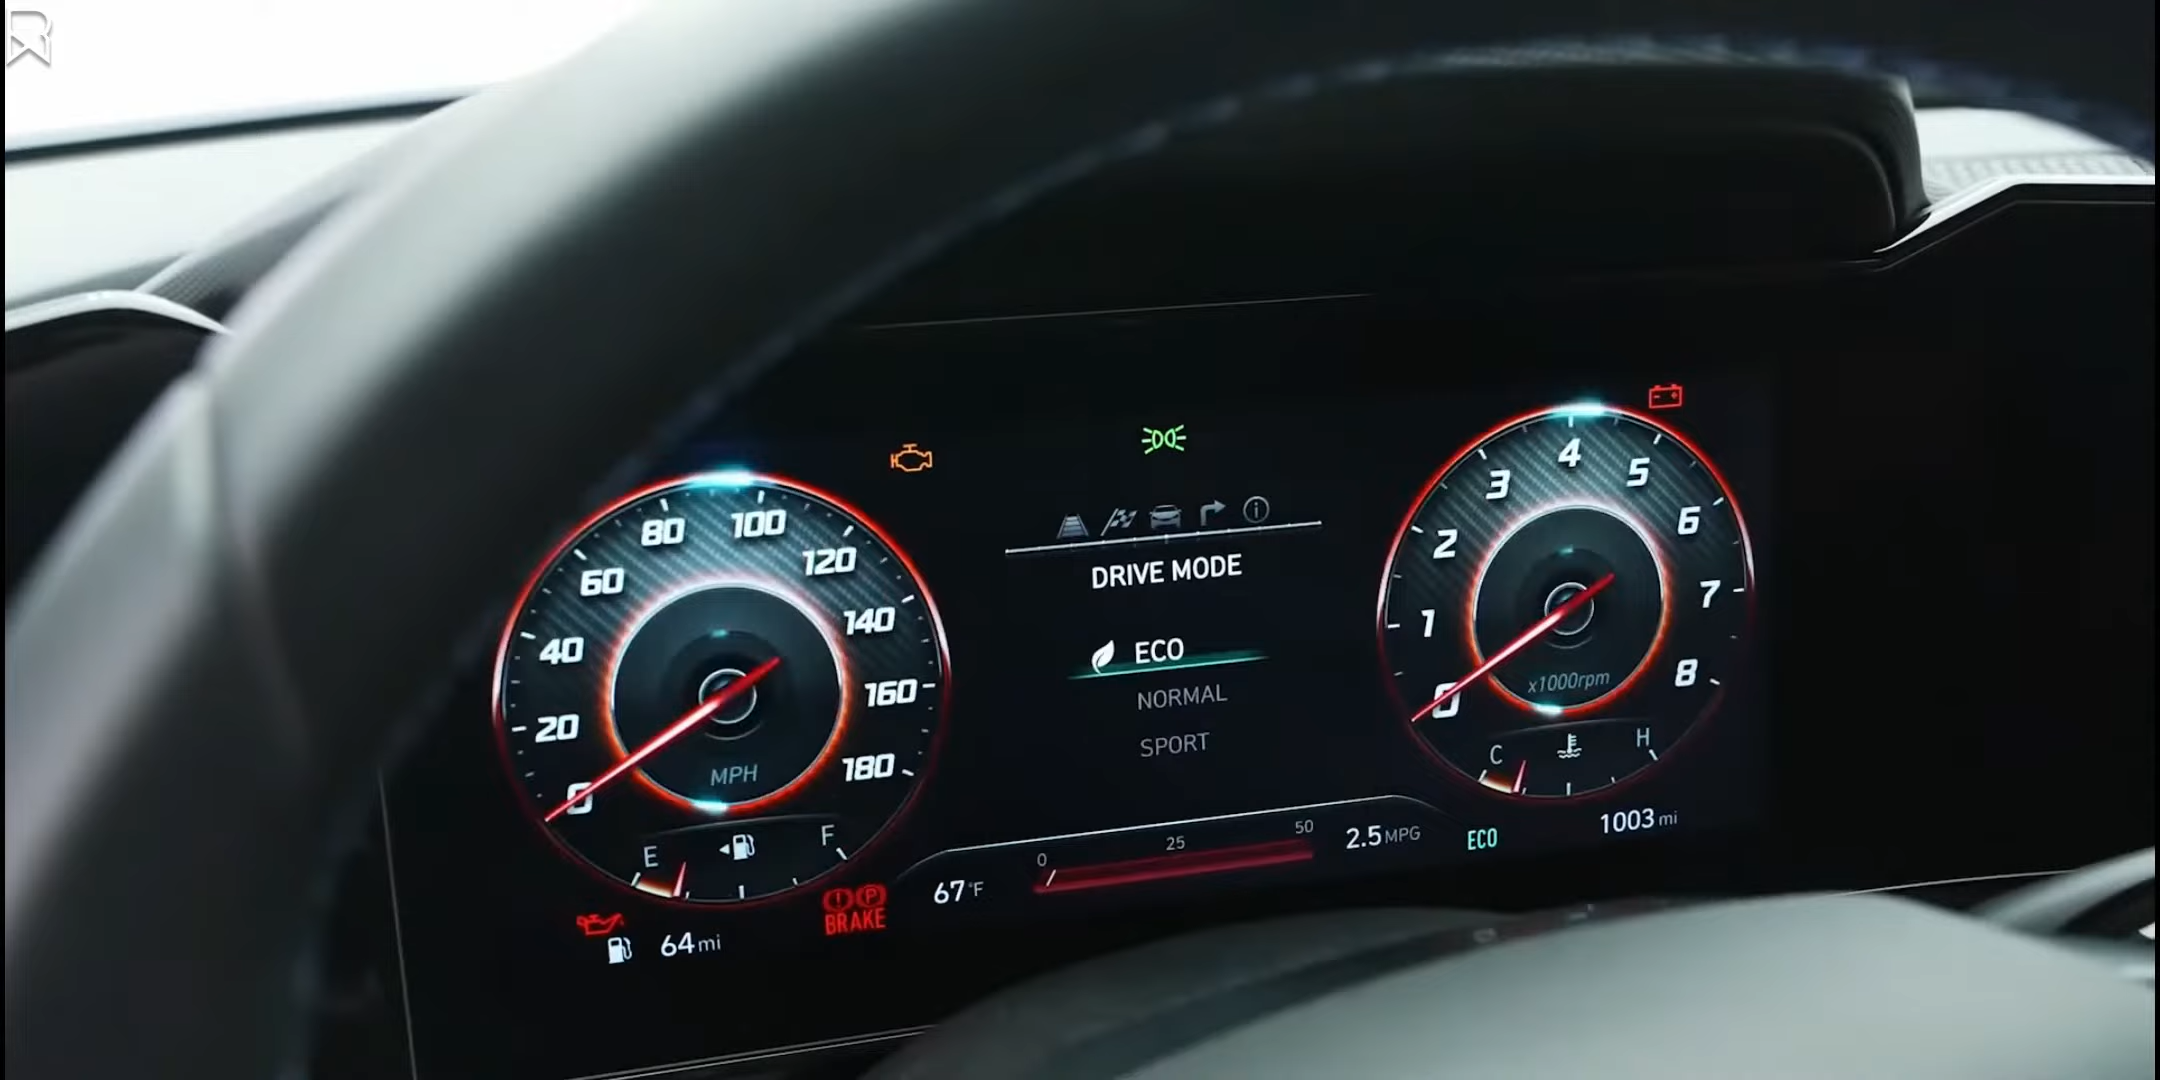 80 100
60 120
40 140
20 160
0 180
MPH
E F
BRAKE
64 mi
DRIVE MODE
ECO
NORMAL
SPORT
67°F
0 25 50
2.5 MPG
ECO
4
3 5
2 6
1 7
0 8
x1000rpm
C H
1003 mi
P